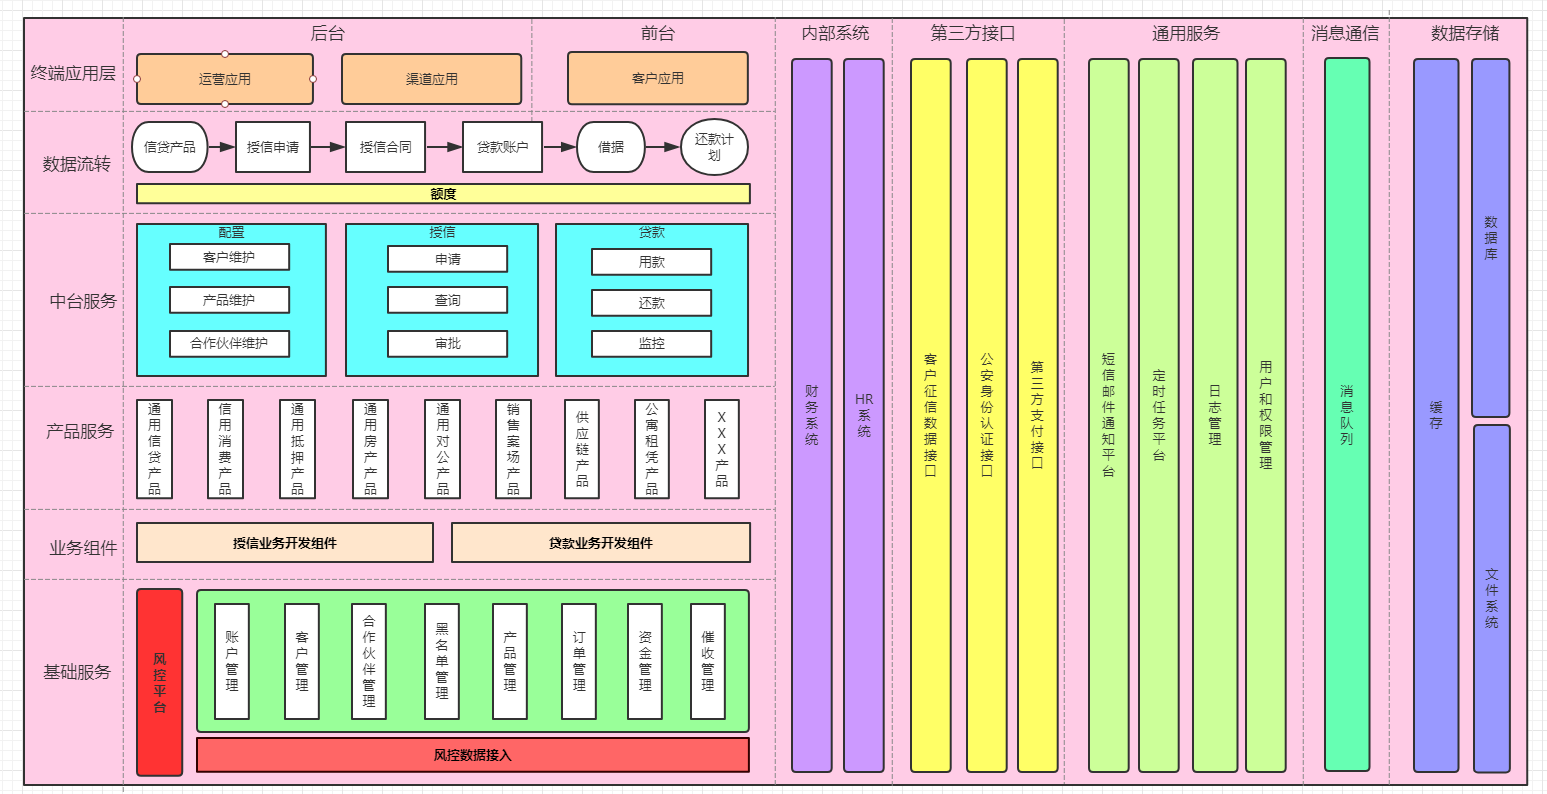 后台
前台
内部系统
第三方接口
通用服务
消息通信
数据存储
终端应用层
运营应用
渠道应用
客户应用
数据流转
信贷产品
授信申请
授信合同
贷款账户
借据
还款计
划
额度
中台服务
配置
客户维护
产品维护
合作伙伴维护
授信
申请
查询
审批
贷款
用款
还款
监控
产品服务
通用信贷产品
信用消费产品
通用抵押产品
通用房产产品
通用对公产品
销售案场产品
供应链产品
公寓租凭产品
XXX产品
业务组件
授信业务开发组件
贷款业务开发组件
基础服务
风控平台
账户管理
客户管理
合作伙伴管理
黑名单管理
产品管理
订单管理
资金管理
催收管理
风控数据接入
财务系统
HR
系统
客户征信数据接口
公安身份认证接口
第三方支付接口
短信邮件通知平台
定时任务平台
日志管理
用户和权限管理
消息队列
缓存
数据库
文件系统